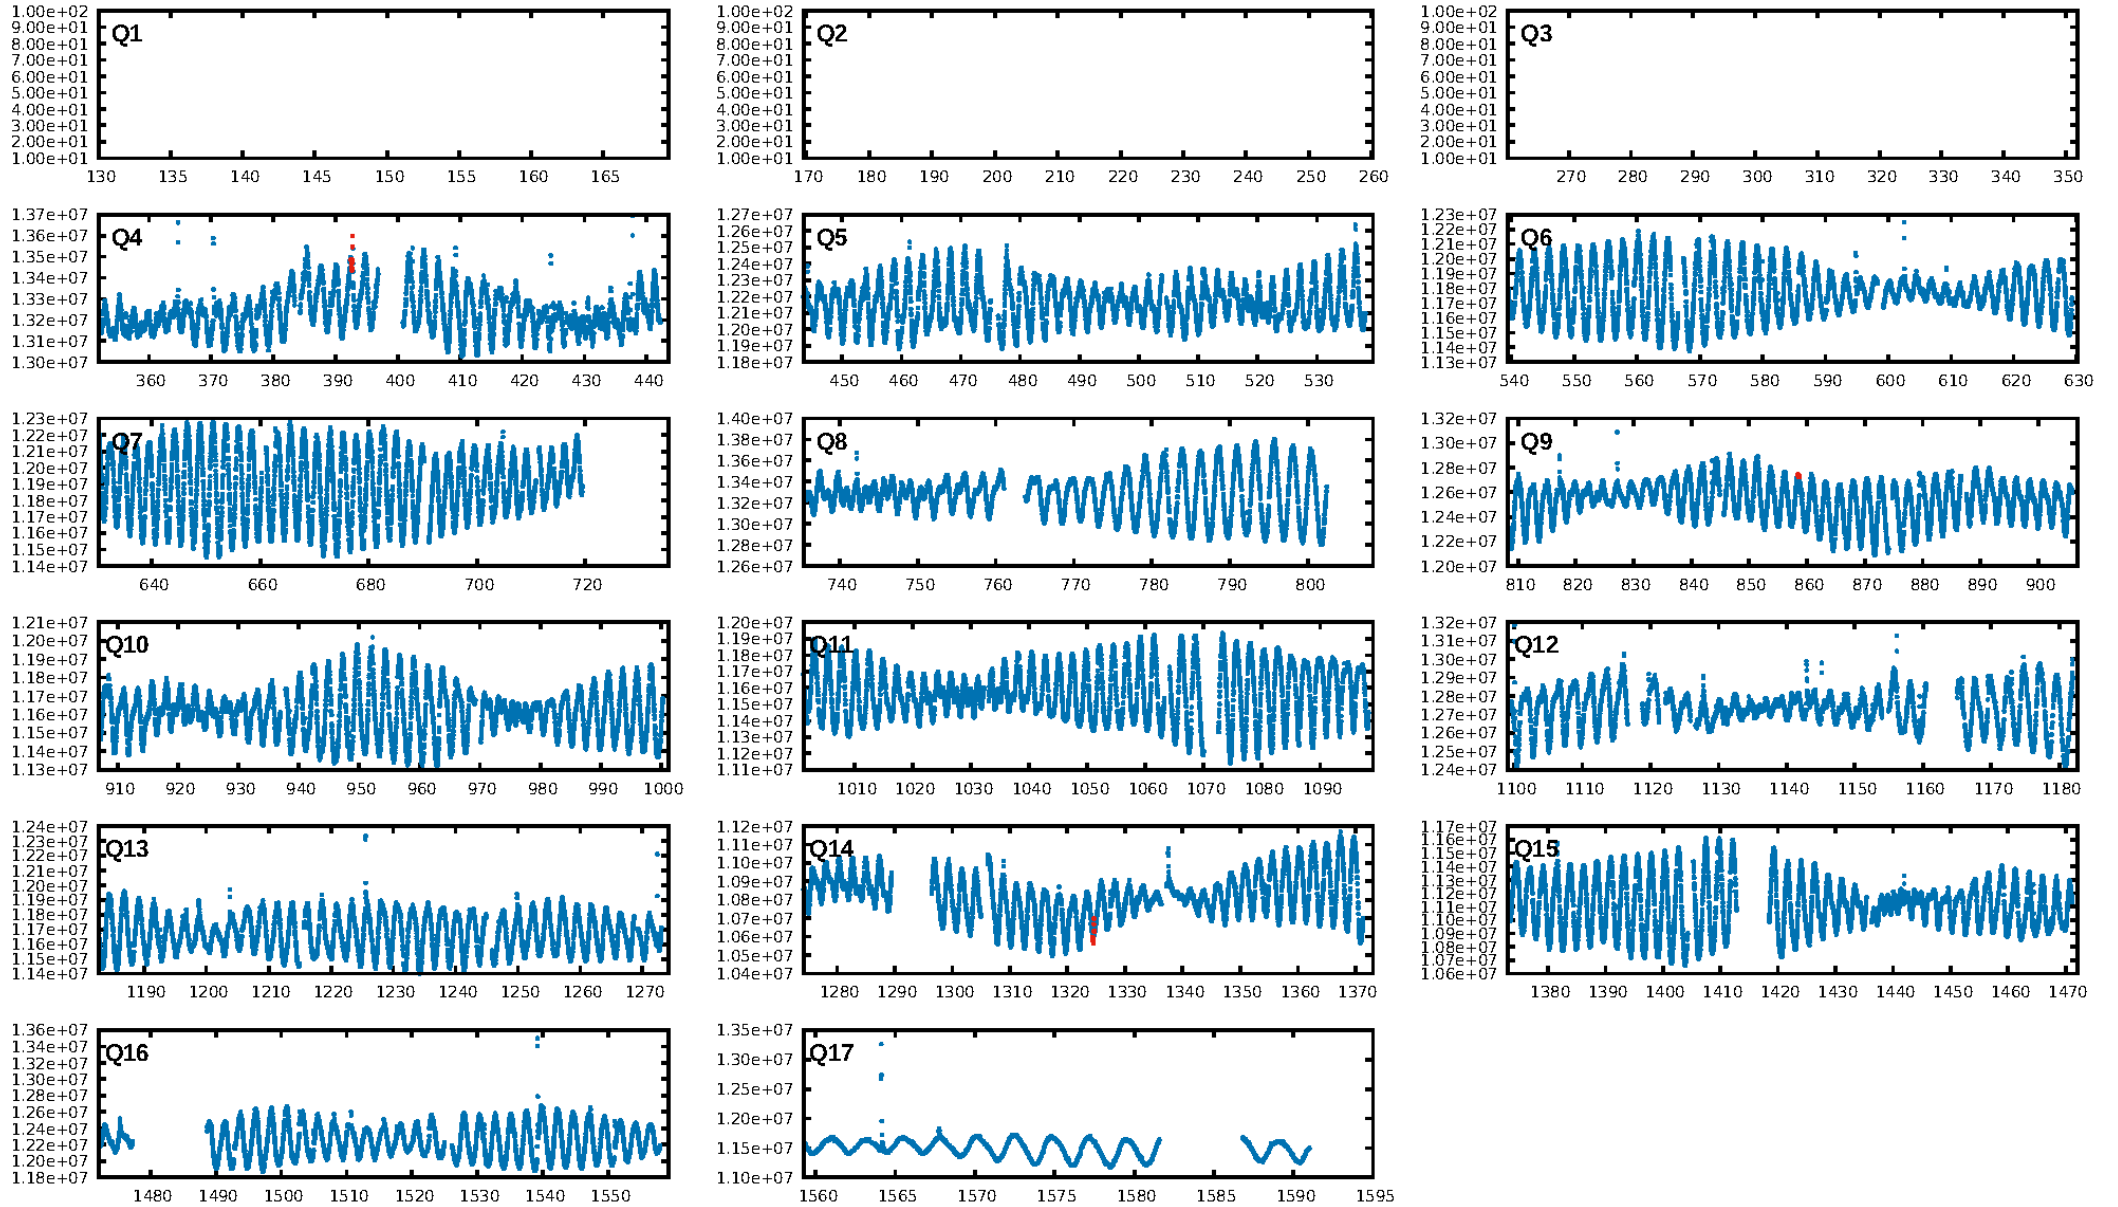 1.00e+02
9.00e+01
8.00e+01
7.00e+01
6.00e+01
5.00e+01
4.00e+01
3.00e+01
2.00e+01
1.00e+01
Q1
130 135 140 145 150 155 160 165
1.00e+02
9.00e+01
8.00e+01
7.00e+01
6.00e+01
5.00e+01
4.00e+01
3.00e+01
2.00e+01
1.00e+01
Q2
170 180 190 200 210 220 230 240 250 260
1.00e+02
9.00e+01
8.00e+01
7.00e+01
6.00e+01
5.00e+01
4.00e+01
3.00e+01
2.00e+01
1.00e+01
Q3
270 280 290 300 310 320 330 340 350
1.37e+07
1.36e+07
1.35e+07
1.34e+07
1.33e+07
1.32e+07
1.31e+07
1.30e+07
Q4
360 370 380 390 400 410 420 430 440
1.27e+07
1.26e+07
1.25e+07
1.24e+07
1.23e+07
1.22e+07
1.21e+07
1.20e+07
1.19e+07
1.18e+07
Q5
450 460 470 480 490 500 510 520 530
1.23e+07
1.22e+07
1.21e+07
1.20e+07
1.19e+07
1.18e+07
1.17e+07
1.16e+07
1.15e+07
1.14e+07
1.13e+07
Q6
540 550 560 570 580 590 600 610 620 630
1.23e+07
1.22e+07
1.21e+07
1.20e+07
1.19e+07
1.18e+07
1.17e+07
1.16e+07
1.15e+07
1.14e+07
Q7
640 660 680 700 720
1.40e+07
1.38e+07
1.36e+07
1.34e+07
1.32e+07
1.30e+07
1.28e+07
1.26e+07
Q8
740 750 760 770 780 790 800
1.32e+07
1.30e+07
1.28e+07
1.26e+07
1.24e+07
1.22e+07
1.20e+07
Q9
810 820 830 840 850 860 870 880 890 900
1.21e+07
1.20e+07
1.19e+07
1.18e+07
1.17e+07
1.16e+07
1.15e+07
1.14e+07
1.13e+07
Q10
910 920 930 940 950 960 970 980 990 1000
1.20e+07
1.19e+07
1.18e+07
1.17e+07
1.16e+07
1.15e+07
1.14e+07
1.13e+07
1.12e+07
1.11e+07
Q11
1010 1020 1030 1040 1050 1060 1070 1080 1090
1.32e+07
1.31e+07
1.30e+07
1.29e+07
1.28e+07
1.27e+07
1.26e+07
1.25e+07
1.24e+07
Q12
1100 1110 1120 1130 1140 1150 1160 1170 1180
1.24e+07
1.23e+07
1.22e+07
1.21e+07
1.20e+07
1.19e+07
1.18e+07
1.17e+07
1.16e+07
1.15e+07
1.14e+07
Q13
1190 1200 1210 1220 1230 1240 1250 1260 1270
1.12e+07
1.11e+07
1.10e+07
1.09e+07
1.08e+07
1.07e+07
1.06e+07
1.05e+07
1.04e+07
Q14
1280 1290 1300 1310 1320 1330 1340 1350 1360 1370
1.17e+07
1.16e+07
1.15e+07
1.14e+07
1.13e+07
1.12e+07
1.11e+07
1.10e+07
1.09e+07
1.08e+07
1.07e+07
1.06e+07
Q15
1380 1390 1400 1410 1420 1430 1440 1450 1460 1470
1.36e+07
1.34e+07
1.32e+07
1.30e+07
1.28e+07
1.26e+07
1.24e+07
1.22e+07
1.20e+07
1.18e+07
Q16
1480 1490 1500 1510 1520 1530 1540 1550
1.35e+07
1.30e+07
1.25e+07
1.20e+07
1.15e+07
1.10e+07
Q17
1560 1565 1570 1575 1580 1585 1590 1595